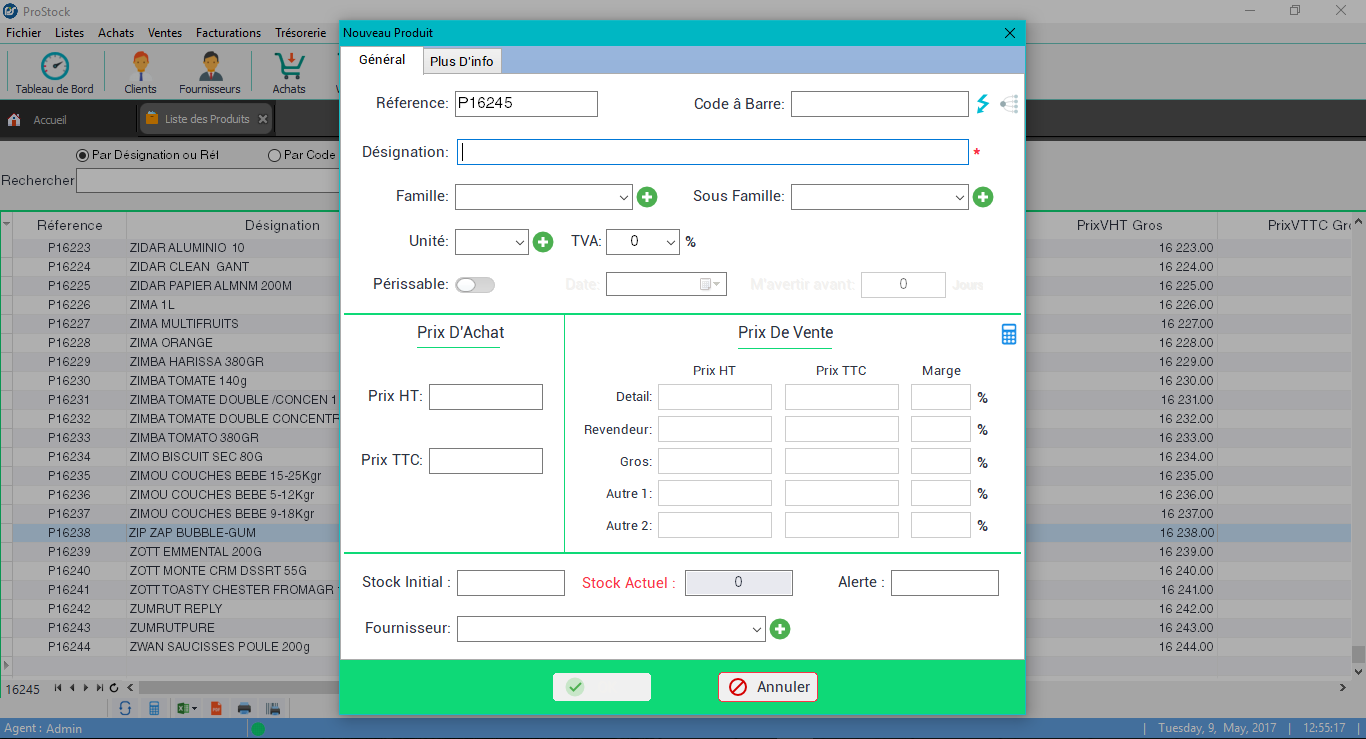 ProStock
Fichier Listes Achats Ventes Facturations Trésorerie
Tableau de Bord Clients Fournisseurs Achats
Accueil Liste des Produits
Par Désignation ou Réf Par Code
Rechercher
Réference Désignation PrixVHT Gros PrixVTTC Gr
P16223 ZIDAR ALUMINIO 10 16 223.00
P16224 ZIDAR CLEAN GANT 16 224.00
P16225 ZIDAR PAPIER ALMNM 200M 16 225.00
P16226 ZIMA 1L 16 226.00
P16227 ZIMA MULTIFRUITS 16 227.00
P16228 ZIMA ORANGE 16 228.00
P16229 ZIMBA HARISSA 380GR 16 229.00
P16230 ZIMBA TOMATE 140g 16 230.00
P16231 ZIMBA TOMATE DOUBLE /CONCEN 1 16 231.00
P16232 ZIMBA TOMATE DOUBLE CONCENTR 16 232.00
P16233 ZIMBA TOMATO 380GR 16 233.00
P16234 ZIMO BISCUIT SEC 80G 16 234.00
P16235 ZIMOU COUCHES BEBE 15-25Kgr 16 235.00
P16236 ZIMOU COUCHES BEBE 5-12Kgr 16 236.00
P16237 ZIMOU COUCHES BEBE 9-18Kgr 16 237.00
P16238 ZIP ZAP BUBBLE-GUM 16 238.00
P16239 ZOTT EMMENTAL 200G 16 239.00
P16240 ZOTT MONTE CRM DSSRT 55G 16 240.00
P16241 ZOTT TOASTY CHESTER FROMAGR 16 241.00
P16242 ZUMRUT REPLY 16 242.00
P16243 ZUMRUTPURE 16 243.00
P16244 ZWAN SAUCISSES POULE 200g 16 244.00
16245
Agent : Admin | Tuesday, 9, May, 2017 | 12:55:17 |
Nouveau Produit
Général Plus D'info
Réference: P16245 Code â Barre:
Désignation: *
Famille: Sous Famille:
Unité: TVA: 0 %
Périssable: Date: M'avertir avant: 0 Jours
Prix D'Achat Prix De Vente
Prix HT Prix TTC Marge
Prix HT: Detail: %
Revendeur: %
Prix TTC: Gros: %
Autre 1: %
Autre 2: %
Stock Initial : Stock Actuel : 0 Alerte :
Fournisseur:
Annuler